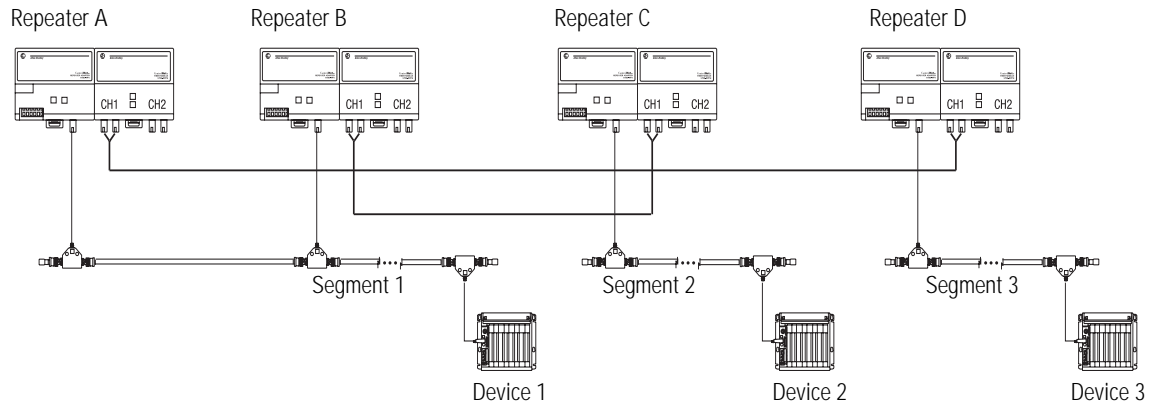 Repeater A
Repeater B
Repeater C
Repeater D
CH1 CH2
CH1 CH2
CH1 CH2
CH1 CH2
Segment 1
Segment 2
Segment 3
Device 1
Device 2
Device 3